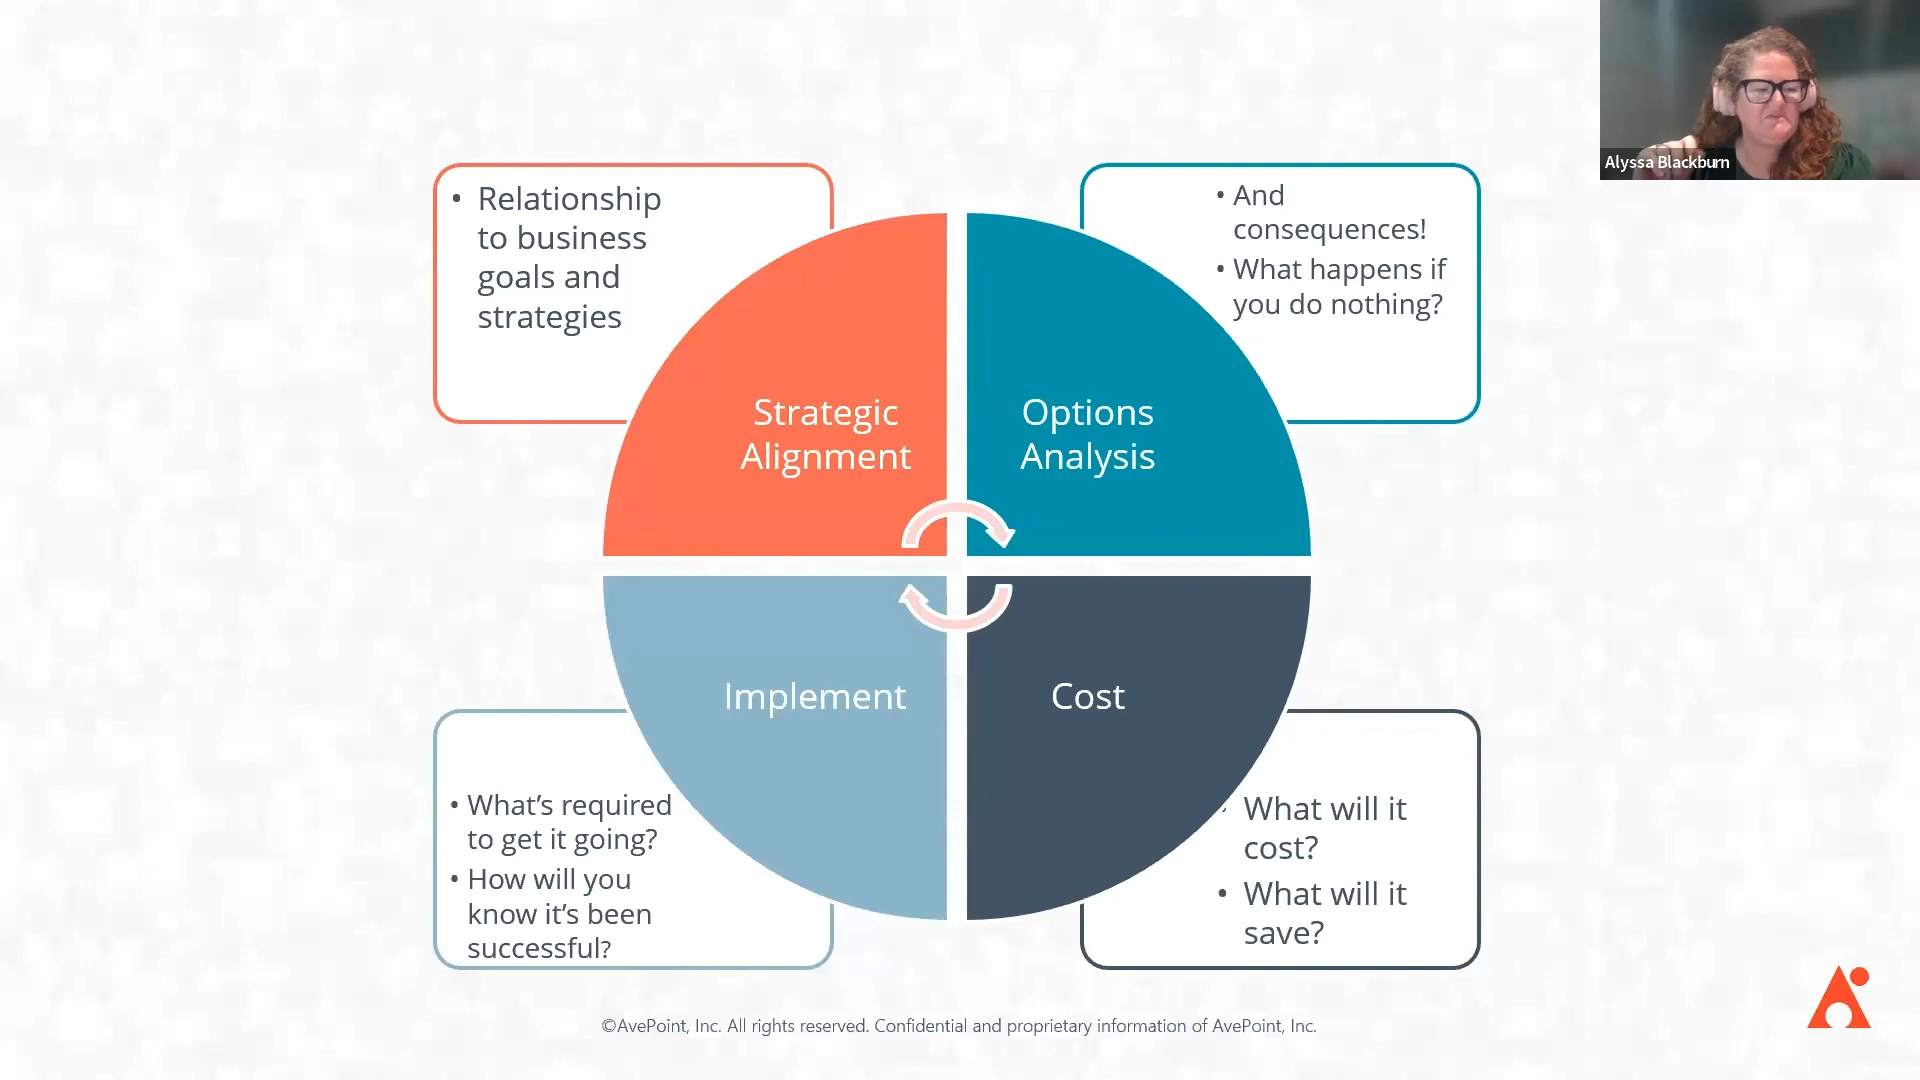 Alyssa Blackburn
• Relationship
to business
goals and
strategies
• And
consequences!
• What happens if
you do nothing?
Strategic
Alignment
Options
Analysis
Implement
Cost
• What’s required
to get it going?
• How will you
know it’s been
successful?
• What will it
cost?
• What will it
save?
©AvePoint, Inc. All rights reserved. Confidential and proprietary information of AvePoint, Inc.